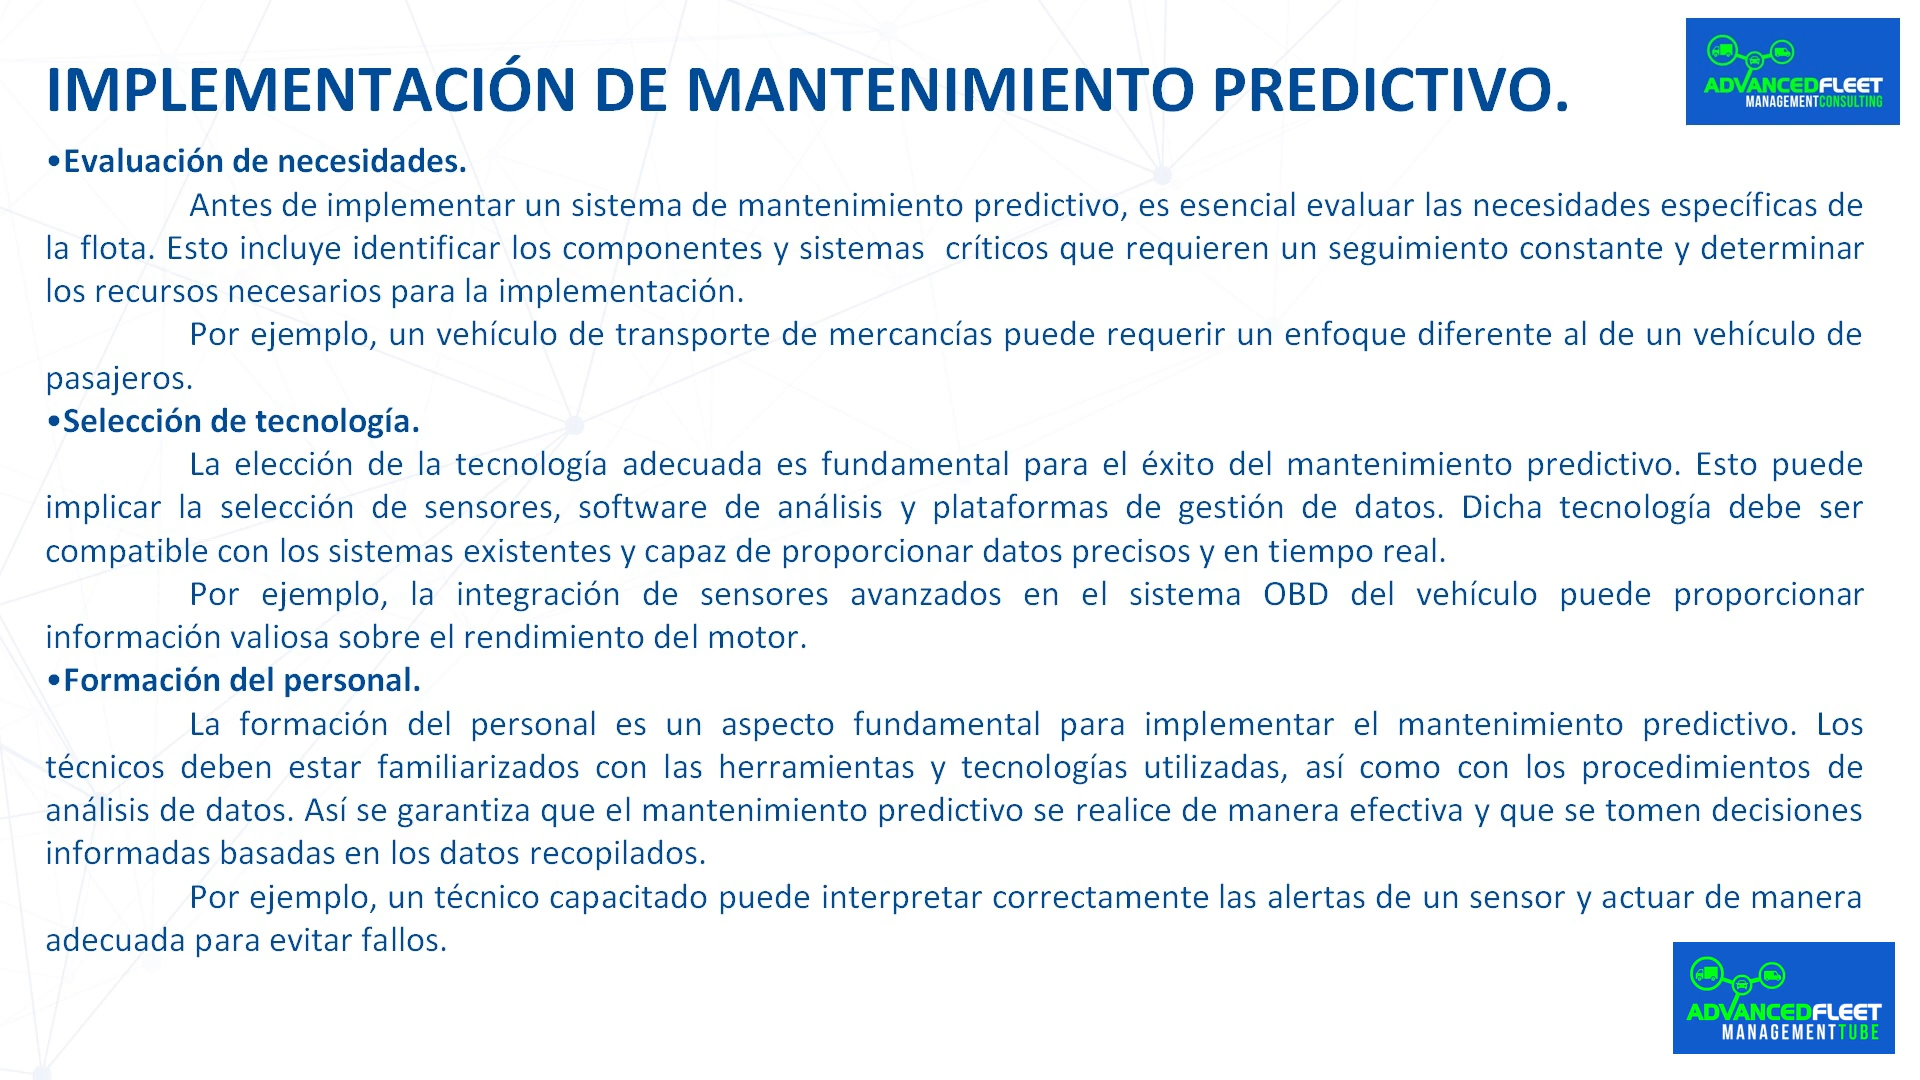 IMPLEMENTACIÓN DE MANTENIMIENTO PREDICTIVO.
ADVANCEDFLEET
MANAGEMENTCONSULTING
•Evaluación de necesidades.
Antes de implementar un sistema de mantenimiento predictivo, es esencial evaluar las necesidades específicas de
la flota. Esto incluye identificar los componentes y sistemas  críticos que requieren un seguimiento constante y determinar
los recursos necesarios para la implementación.
Por ejemplo, un vehículo de transporte de mercancías puede requerir un enfoque diferente al de un vehículo de
pasajeros.
•Selección de tecnología.
La elección de la tecnología adecuada es fundamental para el éxito del mantenimiento predictivo. Esto puede
implicar la selección de sensores, software de análisis y plataformas de gestión de datos. Dicha tecnología debe ser
compatible con los sistemas existentes y capaz de proporcionar datos precisos y en tiempo real.
Por ejemplo, la integración de sensores avanzados en el sistema OBD del vehículo puede proporcionar
información valiosa sobre el rendimiento del motor.
•Formación del personal.
La formación del personal es un aspecto fundamental para implementar el mantenimiento predictivo. Los
técnicos deben estar familiarizados con las herramientas y tecnologías utilizadas, así como con los procedimientos de
análisis de datos. Así se garantiza que el mantenimiento predictivo se realice de manera efectiva y que se tomen decisiones
informadas basadas en los datos recopilados.
Por ejemplo, un técnico capacitado puede interpretar correctamente las alertas de un sensor y actuar de manera
adecuada para evitar fallos.
ADVANCEDFLEET
MANAGEMENTTUBE